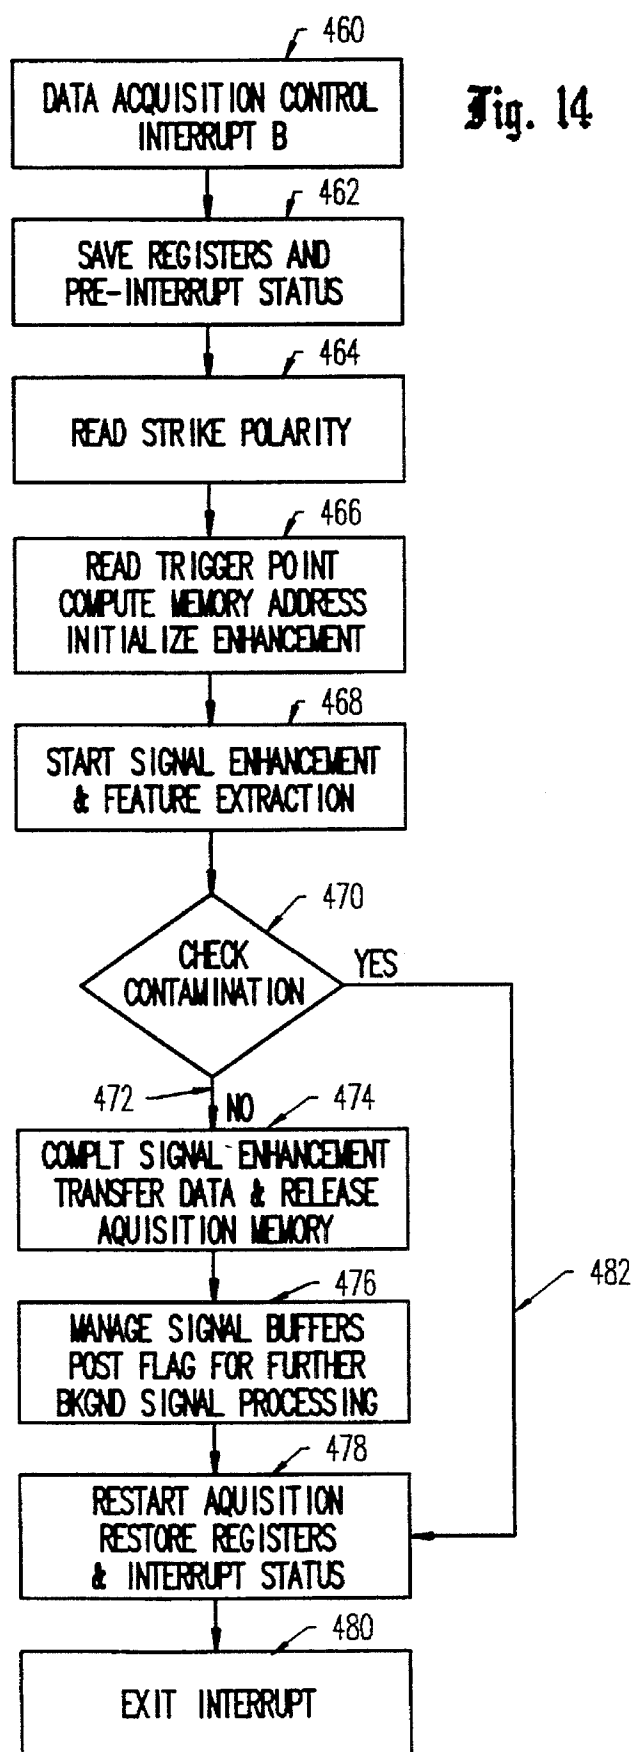 460
DATA ACQUISITION CONTROL
INTERRUPT B
Fig. 14
462
SAVE REGISTERS AND
PRE-INTERRUPT STATUS
464
READ STRIKE POLARITY
466
READ TRIGGER POINT
COMPUTE MEMORY ADDRESS
INITIALIZE ENHANCEMENT
468
START SIGNAL ENHANCEMENT
& FEATURE EXTRACTION
470
CHECK
CONTAMINATION
YES
472
NO
474
COMPLT SIGNAL ENHANCEMENT
TRANSFER DATA & RELEASE
AQUISITION MEMORY
482
476
MANAGE SIGNAL BUFFERS
POST FLAG FOR FURTHER
BKGND SIGNAL PROCESSING
478
RESTART AQUISITION
RESTORE REGISTERS
& INTERRUPT STATUS
480
EXIT INTERRUPT